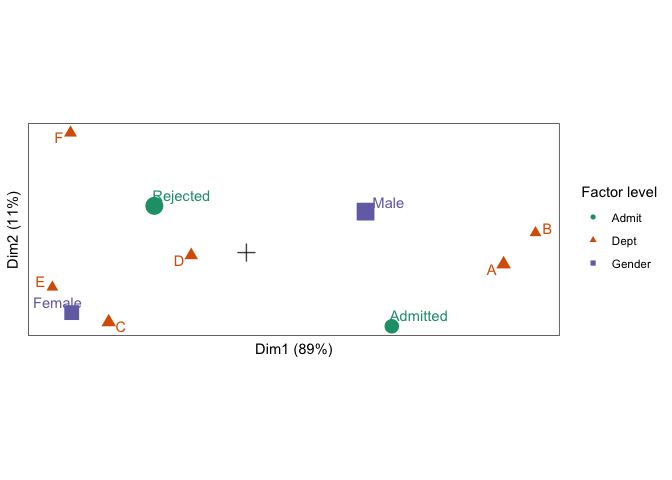 F
Rejected
Male
B
D
A
E
Female
Admitted
C
Dim2 (11%)
Dim1 (89%)
Factor level
Admit
Dept
Gender